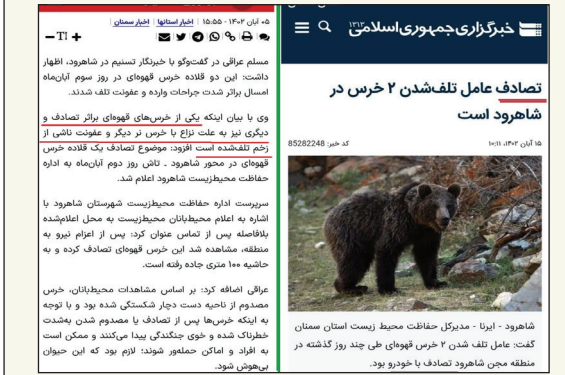 خبرگزاری جمهوری‌اسلامی ۱۳۱۳
تصادف عامل تلف‌شدن ۲ خرس در
شاهرود است
۱۵ آبان ۱۴۰۲، ۱۰:۱۱
کد خبر: 85282248
شاهرود - ایرنا - مدیرکل حفاظت محیط زیست استان سمنان
گفت: عامل تلف شدن ۲ خرس قهوه‌ای طی چند روز گذشته در
منطقه مجن شاهرود تصادف با خودرو بود.
۰۵ آبان ۱۴۰۲ - ۱۵:۵۵ | اخبار استانها | اخبار سمنان
مسلم عراقی در گفت‌وگو با خبرنگار تسنیم در شاهرود، اظهار
داشت: این دو قلاده خرس قهوه‌ای در روز سوم آبان‌ماه
امسال براثر شدت جراحات وارده و عفونت تلف شدند.
وی با بیان اینکه یکی از خرس‌های قهوه‌ای براثر تصادف و
دیگری نیز به علت نزاع با خرس نر دیگر و عفونت ناشی از
زخم تلف‌شده است افزود: موضوع تصادف یک قلاده خرس
قهوه‌ای در محور شاهرود ـ تاش روز دوم آبان‌ماه به اداره
حفاظت محیط‌زیست شاهرود اعلام شد.
سرپرست اداره حفاظت محیط‌زیست شهرستان شاهرود با
اشاره به اعلام محیط‌بانان محیط‌زیست به محل اعلام‌شده
بلافاصله پس از تماس عنوان کرد: پس از اعزام نیرو به
منطقه، مشاهده شد این خرس قهوه‌ای تصادف کرده و به
حاشیه ۱۰۰ متری جاده رفته است.
عراقی اضافه کرد: بر اساس مشاهدات محیط‌بانان، خرس
مصدوم از ناحیه دست دچار شکستگی شده بود و با توجه
به اینکه خرس‌ها پس از تصادف یا مصدوم شدن به‌شدت
خطرناک شده و خوی جنگندگی پیدا می‌کنند و ممکن است
به افراد و اماکن حمله‌ور شوند؛ لازم بود که این حیوان
بی‌هوش شود.